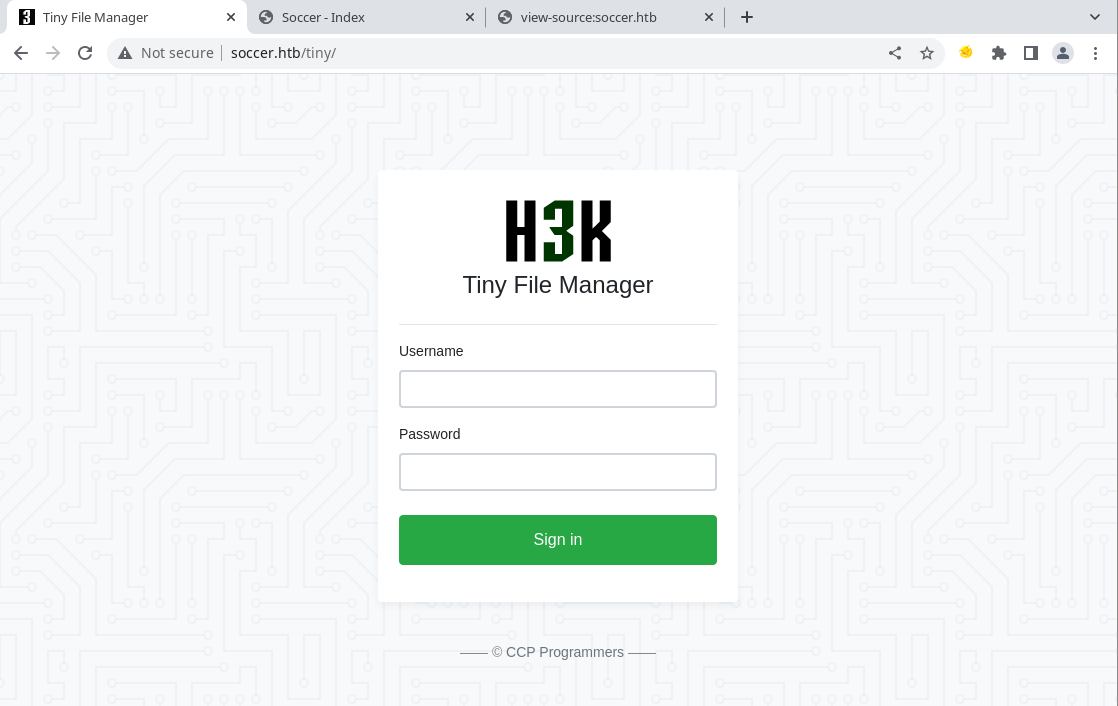 Tiny File Manager
Soccer - Index
view-source:soccer.htb
Not secure
soccer.htb/tiny/
H3K
Tiny File Manager
Username
Password
Sign in
—— © CCP Programmers ——